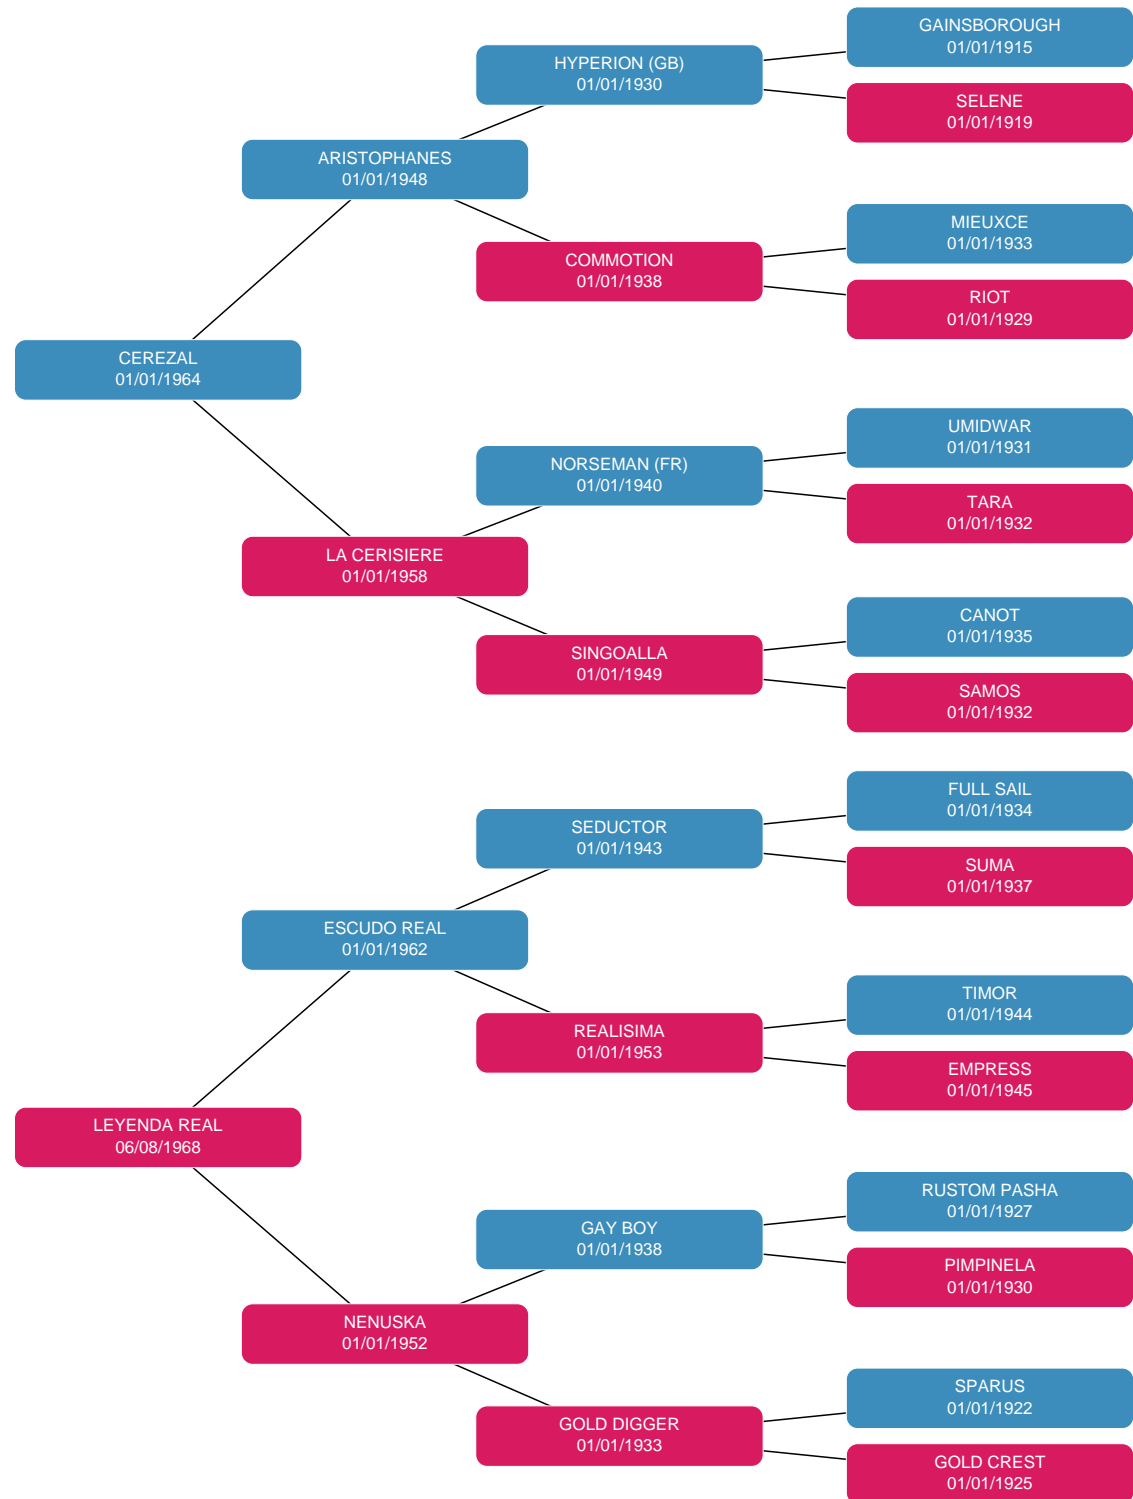 GAINSBOROUGH
01/01/1915
HYPERION (GB)
01/01/1930
SELENE
01/01/1919
ARISTOPHANES
01/01/1948
MIEUXCE
01/01/1933
COMMOTION
01/01/1938
RIOT
01/01/1929
CEREZAL
01/01/1964
UMIDWAR
01/01/1931
NORSEMAN (FR)
01/01/1940
TARA
01/01/1932
LA CERISIERE
01/01/1958
CANOT
01/01/1935
SINGOALLA
01/01/1949
SAMOS
01/01/1932
FULL SAIL
01/01/1934
SEDUCTOR
01/01/1943
SUMA
01/01/1937
ESCUDO REAL
01/01/1962
TIMOR
01/01/1944
REALISIMA
01/01/1953
EMPRESS
01/01/1945
LEYENDA REAL
06/08/1968
RUSTOM PASHA
01/01/1927
GAY BOY
01/01/1938
PIMPINELA
01/01/1930
NENUSKA
01/01/1952
SPARUS
01/01/1922
GOLD DIGGER
01/01/1933
GOLD CREST
01/01/1925